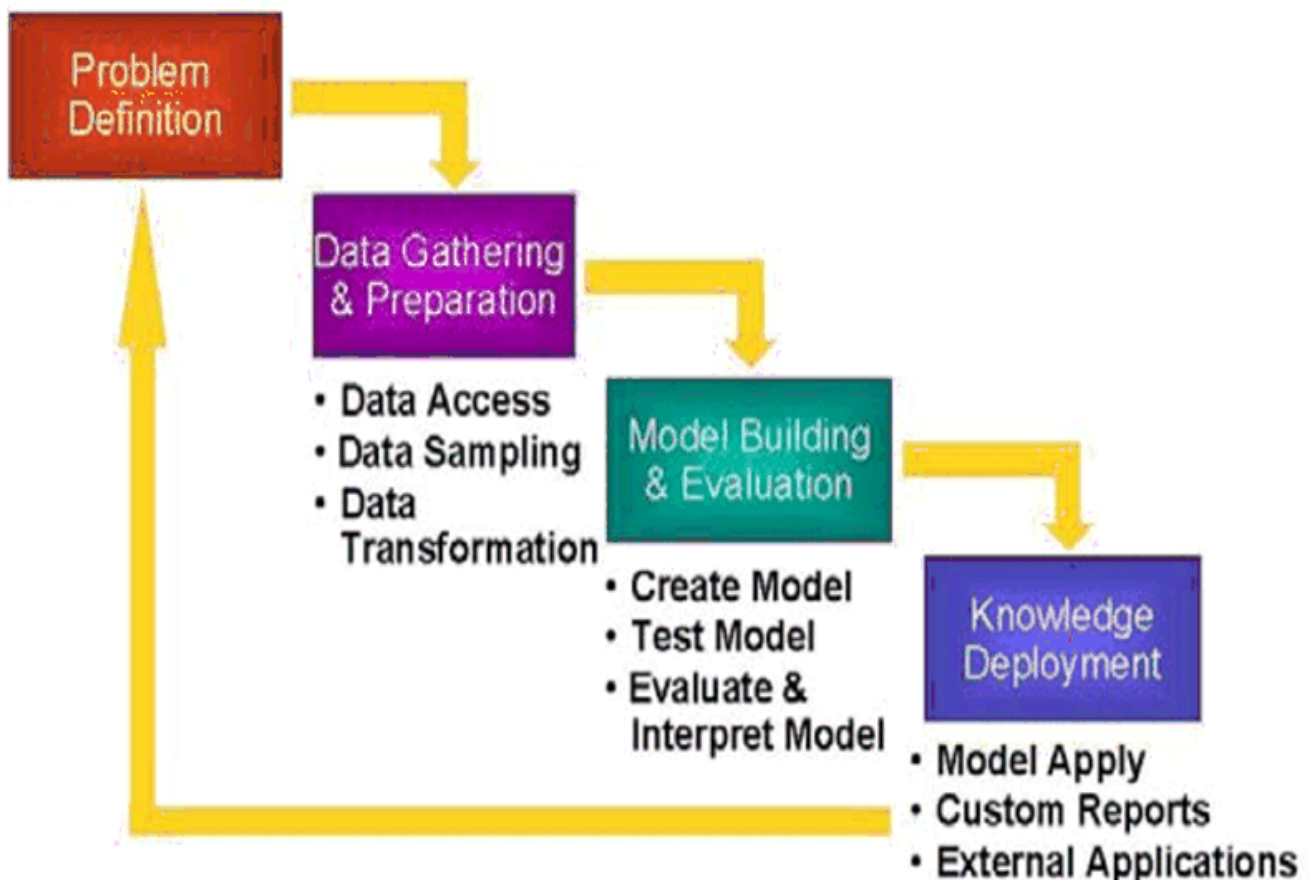 Problem
Definition
Data Gathering
& Preparation
• Data Access
• Data Sampling
• Data
Transformation
Model Building
& Evaluation
• Create Model
• Test Model
• Evaluate &
Interpret Model
Knowledge
Deployment
• Model Apply
• Custom Reports
• External Applications